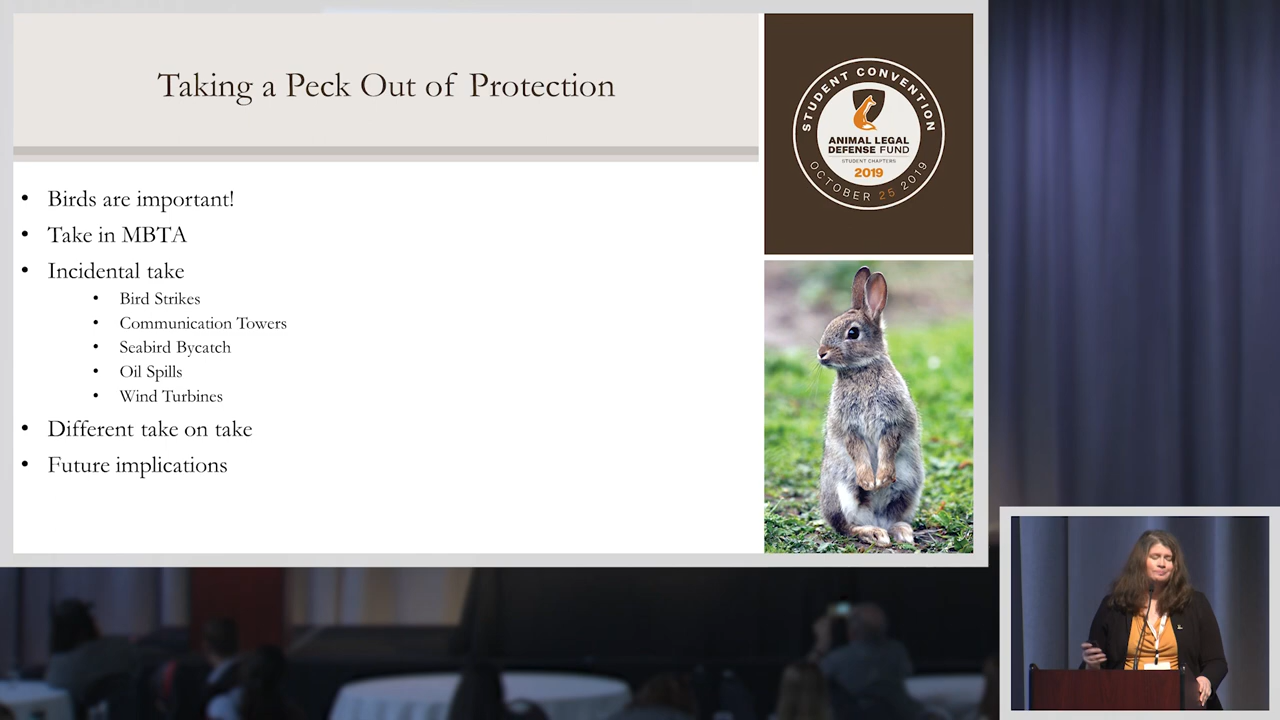 Taking a Peck Out of Protection
• Birds are important!
• Take in MBTA
• Incidental take
• Bird Strikes
• Communication Towers
• Seabird Bycatch
• Oil Spills
• Wind Turbines
• Different take on take
• Future implications
STUDENT CONVENTION
ANIMAL LEGAL
DEFENSE FUND
STUDENT CHAPTERS
2019
OCTOBER 25 2019